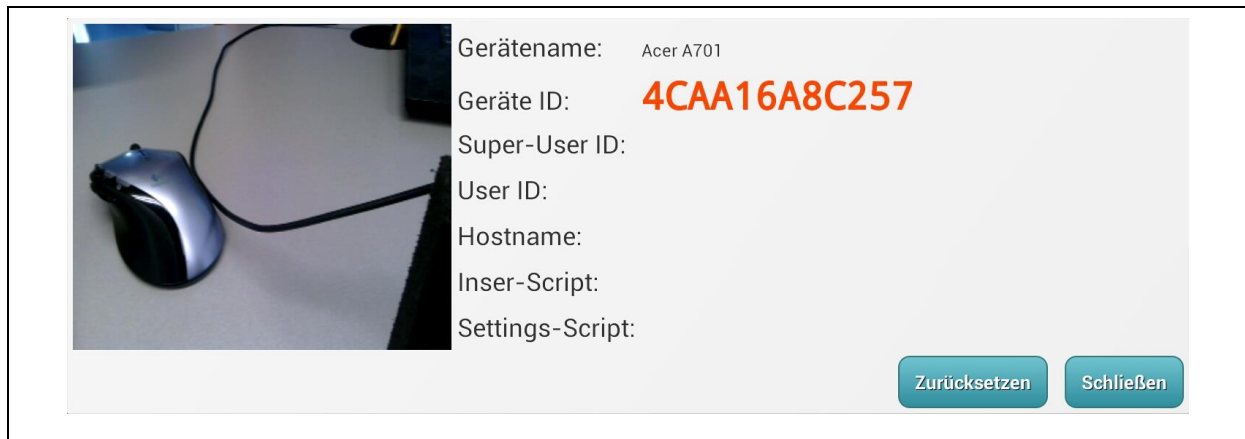 Gerätename: Acer A701
Geräte ID: 4CAA16A8C257
Super-User ID:
User ID:
Hostname:
Inser-Script:
Settings-Script:
Zurücksetzen Schließen